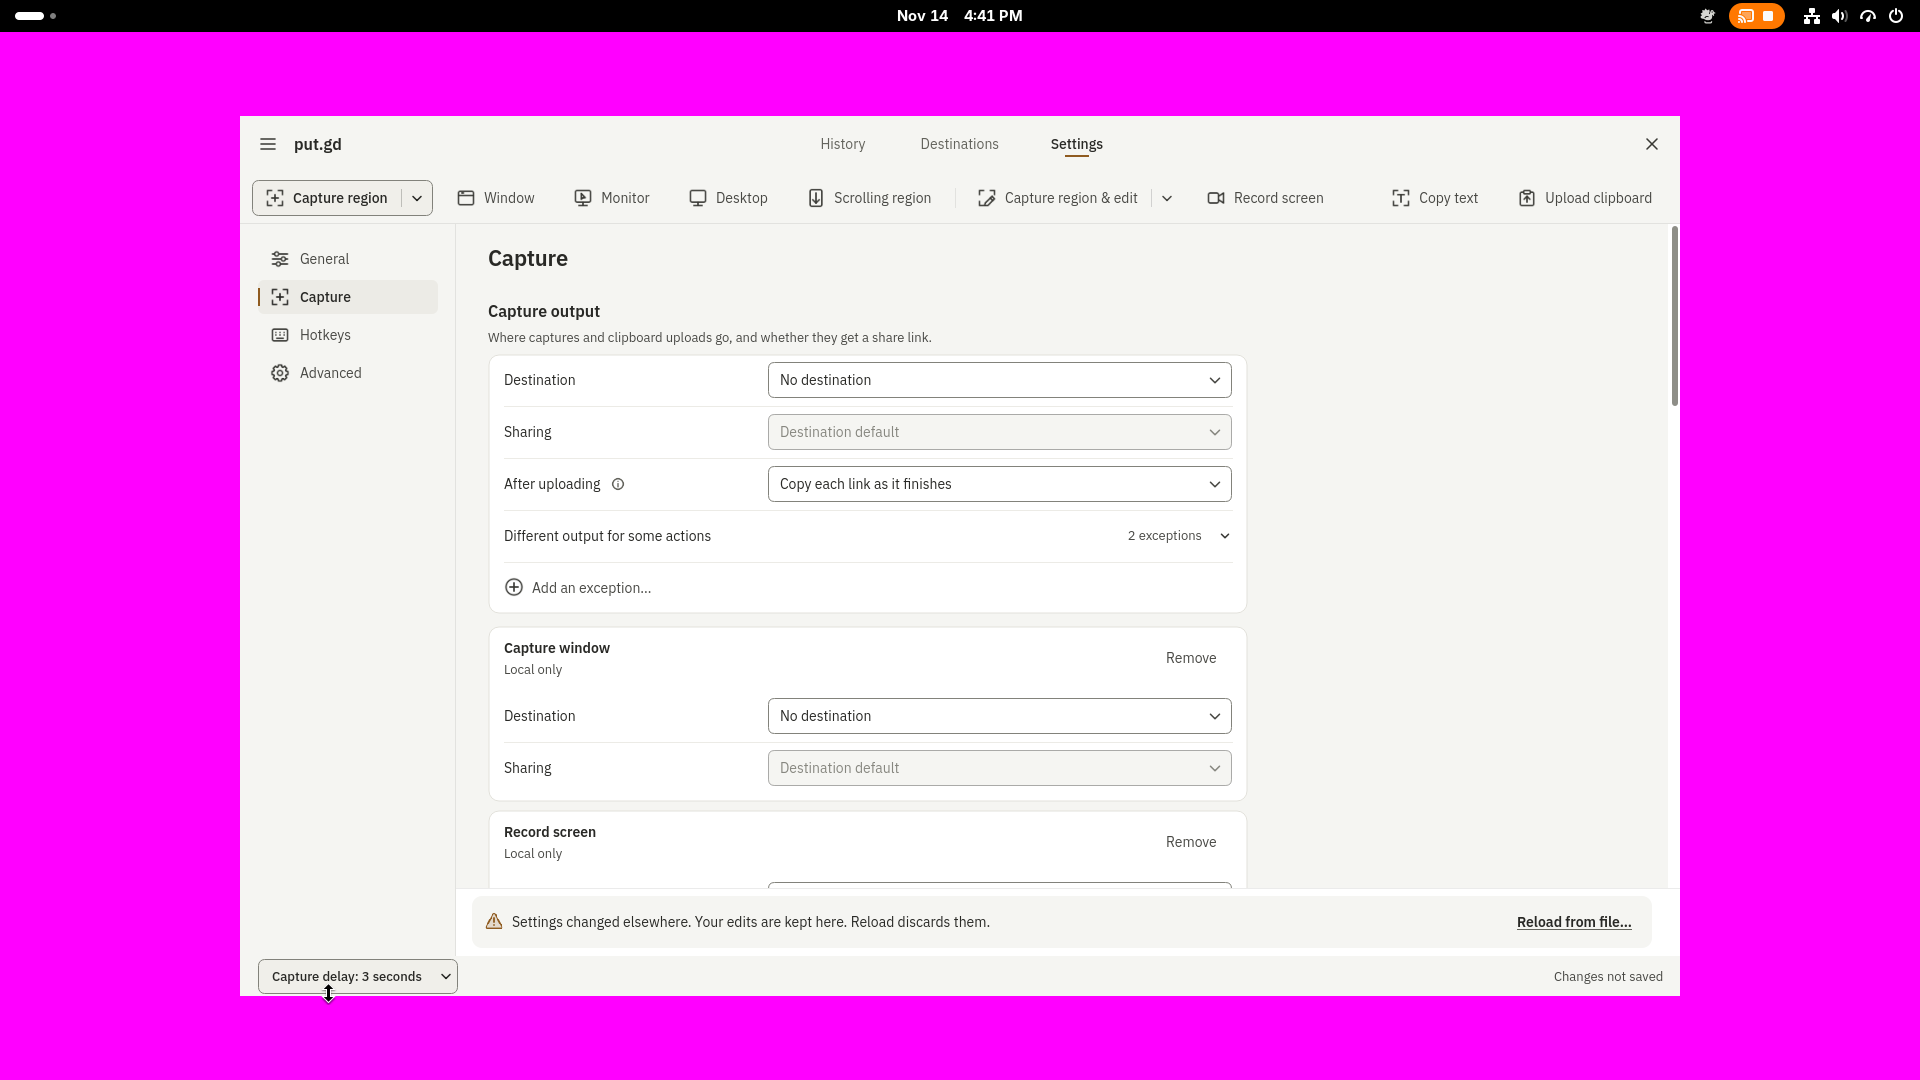 Nov 14 4:41 PM
put.gd
History
Destinations
Settings
Capture region
Window
Monitor
Desktop
Scrolling region
Capture region & edit
Record screen
Copy text
Upload clipboard
General
Capture
Hotkeys
Advanced
Capture
Capture output
Where captures and clipboard uploads go, and whether they get a share link.
Destination
No destination
Sharing
Destination default
After uploading
Copy each link as it finishes
Different output for some actions
2 exceptions
Add an exception...
Capture window
Local only
Remove
Destination
No destination
Sharing
Destination default
Record screen
Local only
Remove
Settings changed elsewhere. Your edits are kept here. Reload discards them.
Reload from file...
Capture delay: 3 seconds
Changes not saved